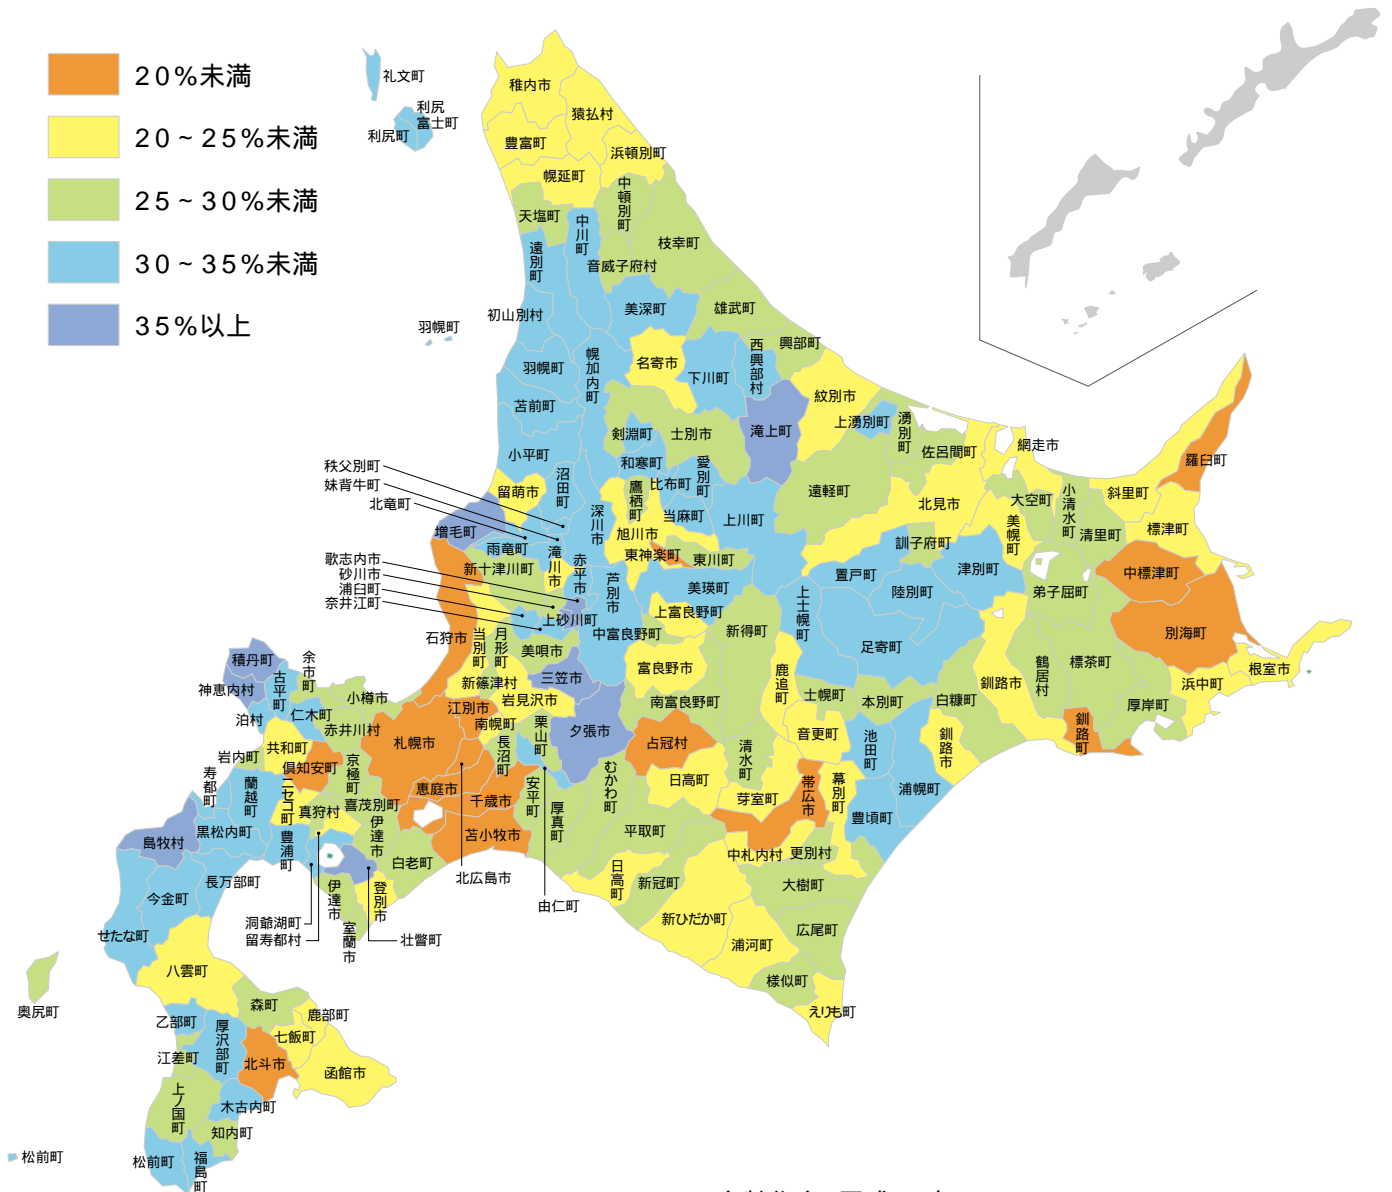 20%未満
20~25%未満
25~30%未満
30~35%未満
35%以上
礼文町
利尻
富士町
利尻町
稚内市
猿払村
豊富町
浜頓別町
幌延町
中頓別町
天塩町
中川町
枝幸町
遠別町
音威子府村
美深町
雄武町
初山別村
羽幌町
興部町
西興部村
名寄市
下川町
羽幌町
幌加内町
紋別市
苫前町
上湧別町
湧別町
滝上町
剣淵町
士別市
佐呂間町
網走市
羅臼町
小平町
和寒町
愛別町
秩父別町
妹背牛町
北竜町
沼田町
留萌市
鷹栖町
比布町
遠軽町
北見市
大空町
小清水町
斜里町
増毛町
深川市
当麻町
上川町
美幌町
清里町
標津町
雨竜町
滝川市
旭川市
東神楽町
東川町
訓子府町
歌志内市
砂川市
浦臼町
奈井江町
新十津川町
赤平市
芦別市
美瑛町
置戸町
陸別町
津別町
弟子屈町
中標津町
上砂川町
上富良野町
上士幌町
石狩市
当別町
月形町
美唄市
中富良野町
新得町
足寄町
別海町
積丹町
古平町
余市町
神恵内村
小樽市
新篠津村
三笠市
富良野市
鹿追町
釧路市
鶴居村
標茶町
根室市
浜中町
泊村
仁木町
赤井川村
岩見沢市
江別市
南幌町
栗山町
南富良野町
士幌町
本別町
白糠町
厚岸町
共和町
岩内町
札幌市
長沼町
夕張市
占冠村
清水町
音更町
池田町
釧路市
釧路町
倶知安町
京極町
寿都町
蘭越町
ニセコ町
真狩村
喜茂別町
恵庭市
千歳市
安平町
むかわ町
日高町
芽室町
帯広市
幕別町
浦幌町
黒松内町
豊浦町
伊達市
厚真町
豊頃町
島牧村
苫小牧市
平取町
中札内村
更別村
白老町
長万部町
今金町
伊達市
登別市
北広島市
由仁町
日高町
新冠町
大樹町
せたな町
洞爺湖町
留寿都村
室蘭市
壮瞥町
新ひだか町
浦河町
広尾町
八雲町
様似町
奥尻町
森町
えりも町
鹿部町
乙部町
厚沢部町
七飯町
江差町
北斗市
函館市
上ノ国町
木古内町
知内町
松前町
松前町
福島町